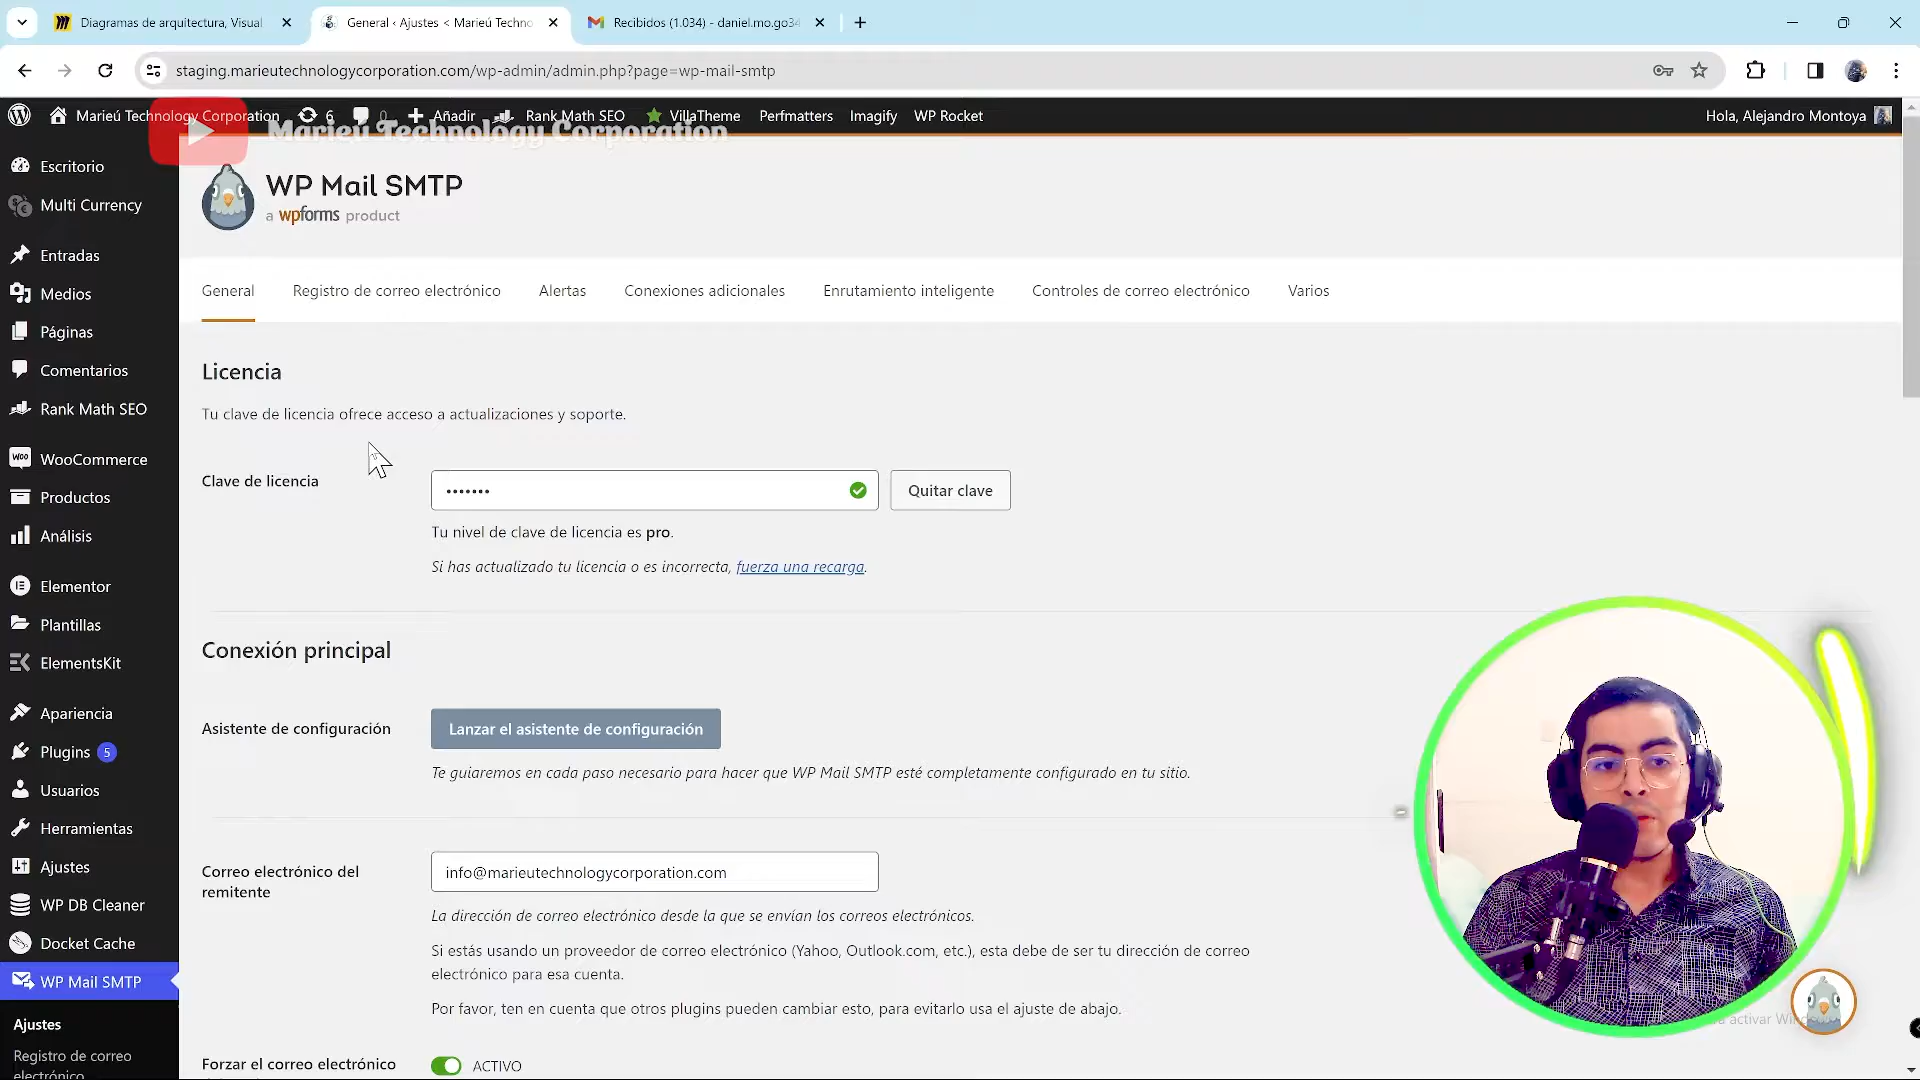 Diagramas de arquitectura, Visual
General ‹ Ajustes < Marieú Techno
Recibidos (1.034) - daniel.mo.go34
staging.marieutechnologycorporation.com/wp-admin/admin.php?page=wp-mail-smtp
Marieú Technology Corporation
6
0
Añadir
Rank Math SEO
VillaTheme
Perfmatters
Imagify
WP Rocket
Hola, Alejandro Montoya
Marieú Technology Corporation
Escritorio
Multi Currency
Entradas
Medios
Páginas
Comentarios
Rank Math SEO
WooCommerce
Productos
Análisis
Elementor
Plantillas
ElementsKit
Apariencia
Plugins 5
Usuarios
Herramientas
Ajustes
WP DB Cleaner
Docket Cache
WP Mail SMTP
Ajustes
Registro de correo
electrónico
WP Mail SMTP
a wpforms product
General
Registro de correo electrónico
Alertas
Conexiones adicionales
Enrutamiento inteligente
Controles de correo electrónico
Varios
Licencia
Tu clave de licencia ofrece acceso a actualizaciones y soporte.
Clave de licencia
•••••••
Quitar clave
Tu nivel de clave de licencia es pro.
Si has actualizado tu licencia o es incorrecta, fuerza una recarga.
Conexión principal
Asistente de configuración
Lanzar el asistente de configuración
Te guiaremos en cada paso necesario para hacer que WP Mail SMTP esté completamente configurado en tu sitio.
Correo electrónico del
remitente
info@marieutechnologycorporation.com
La dirección de correo electrónico desde la que se envían los correos electrónicos.
Si estás usando un proveedor de correo electrónico (Yahoo, Outlook.com, etc.), esta debe de ser tu dirección de correo
electrónico para esa cuenta.
Por favor, ten en cuenta que otros plugins pueden cambiar esto, para evitarlo usa el ajuste de abajo.
Forzar el correo electrónico
ACTIVO